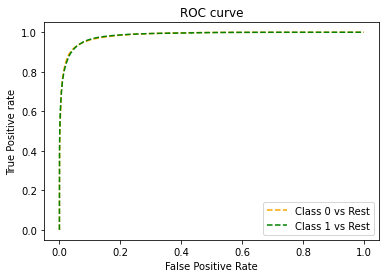 ROC curve
True Positive rate
1.0
0.8
0.6
0.4
0.2
0.0
Class 0 vs Rest
Class 1 vs Rest
0.0 0.2 0.4 0.6 0.8 1.0
False Positive Rate